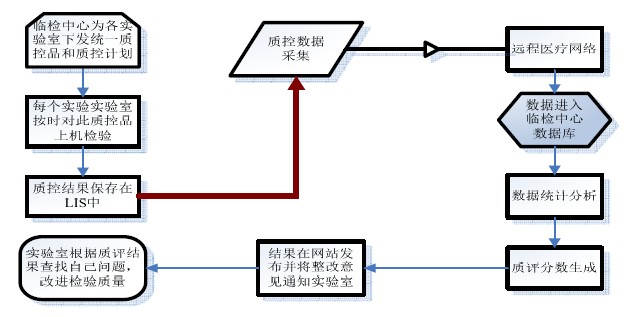 临检中心为各实
验室下发统一质
控品和质控计划
每个实验实验室
按时对此质控品
上机检验
质控结果保存在
LIS中
质控数据
采集
远程医疗网络
数据进入
临检中心
数据库
数据统计分析
质评分数生成
结果在网站发
布并将整改意
见通知实验室
实验室根据质评结
果查找自己问题，
改进检验质量